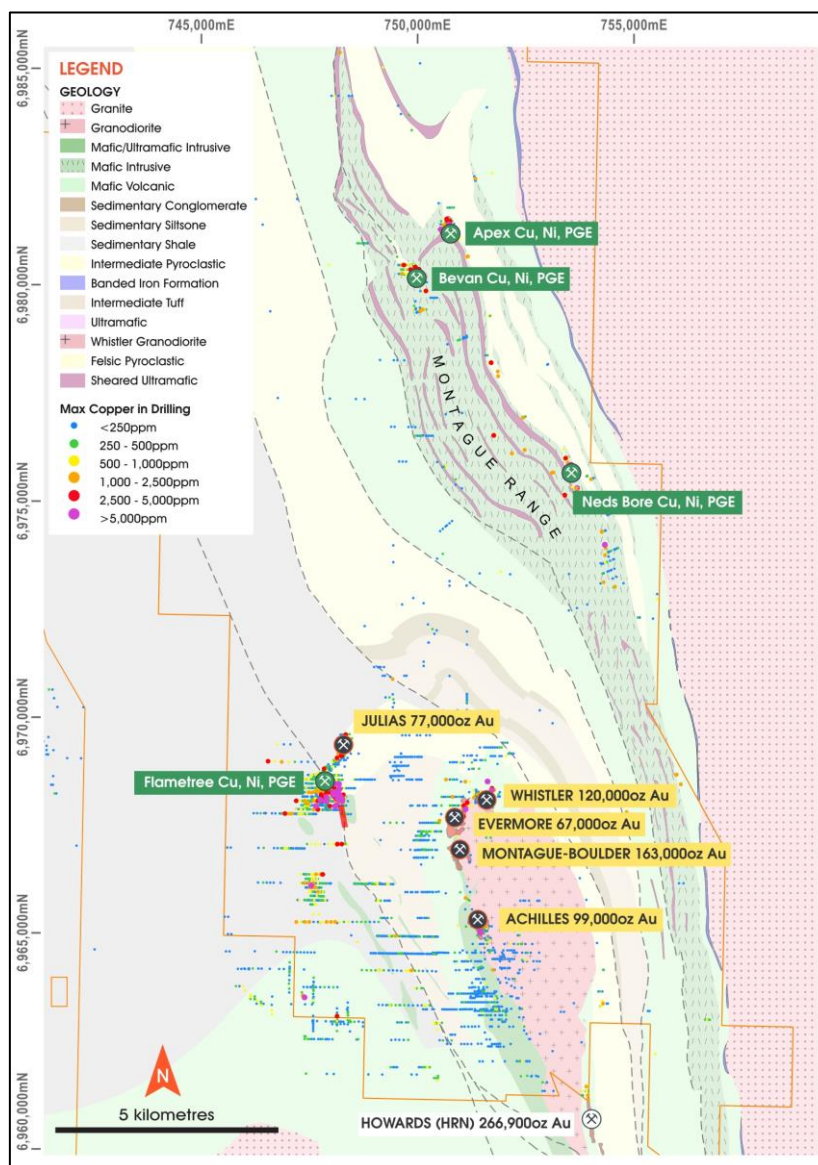 745,000mE
750,000mE
755,000mE
6,985,000mN
6,980,000mN
6,975,000mN
6,970,000mN
6,965,000mN
6,960,000mN
LEGEND
GEOLOGY
Granite
Granodiorite
Mafic/Ultramafic Intrusive
Mafic Intrusive
Mafic Volcanic
Sedimentary Conglomerate
Sedimentary Siltsone
Sedimentary Shale
Intermediate Pyroclastic
Banded Iron Formation
Intermediate Tuff
Ultramafic
Whistler Granodiorite
Felsic Pyroclastic
Sheared Ultramafic
Max Copper in Drilling
<250ppm
250 - 500ppm
500 - 1,000ppm
1,000 - 2,500ppm
2,500 - 5,000ppm
>5,000ppm
Apex Cu, Ni, PGE
Bevan Cu, Ni, PGE
MONTAGUE RANGE
Neds Bore Cu, Ni, PGE
JULIAS 77,000oz Au
Flametree Cu, Ni, PGE
WHISTLER 120,000oz Au
EVERMORE 67,000oz Au
MONTAGUE-BOULDER 163,000oz Au
ACHILLES 99,000oz Au
N
5 kilometres
HOWARDS (HRN) 266,900oz Au